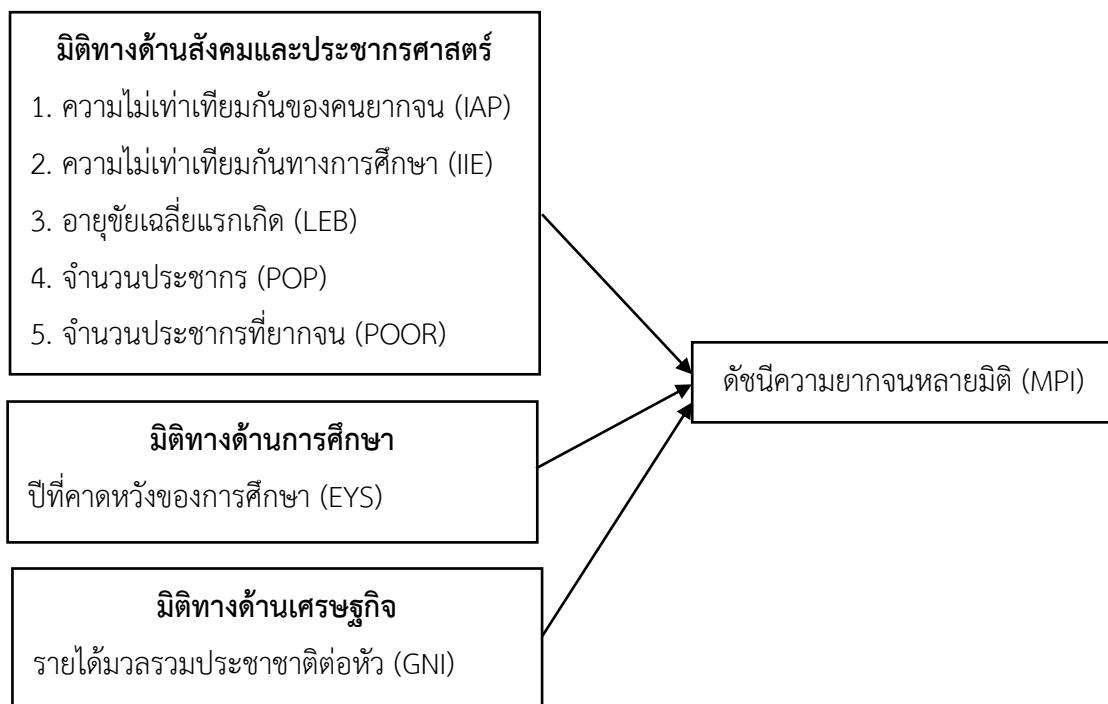 มิติทางด้านสังคมและประชากรศาสตร์
1. ความไม่เท่าเทียมกันของคนยากจน (IAP)
2. ความไม่เท่าเทียมกันทางการศึกษา (IIE)
3. อายุขัยเฉลี่ยแรกเกิด (LEB)
4. จำนวนประชากร (POP)
5. จำนวนประชากรที่ยากจน (POOR)
ดัชนีความยากจนหลายมิติ (MPI)
มิติทางด้านการศึกษา
ปีที่คาดหวังของการศึกษา (EYS)
มิติทางด้านเศรษฐกิจ
รายได้มวลรวมประชาชาติต่อหัว (GNI)